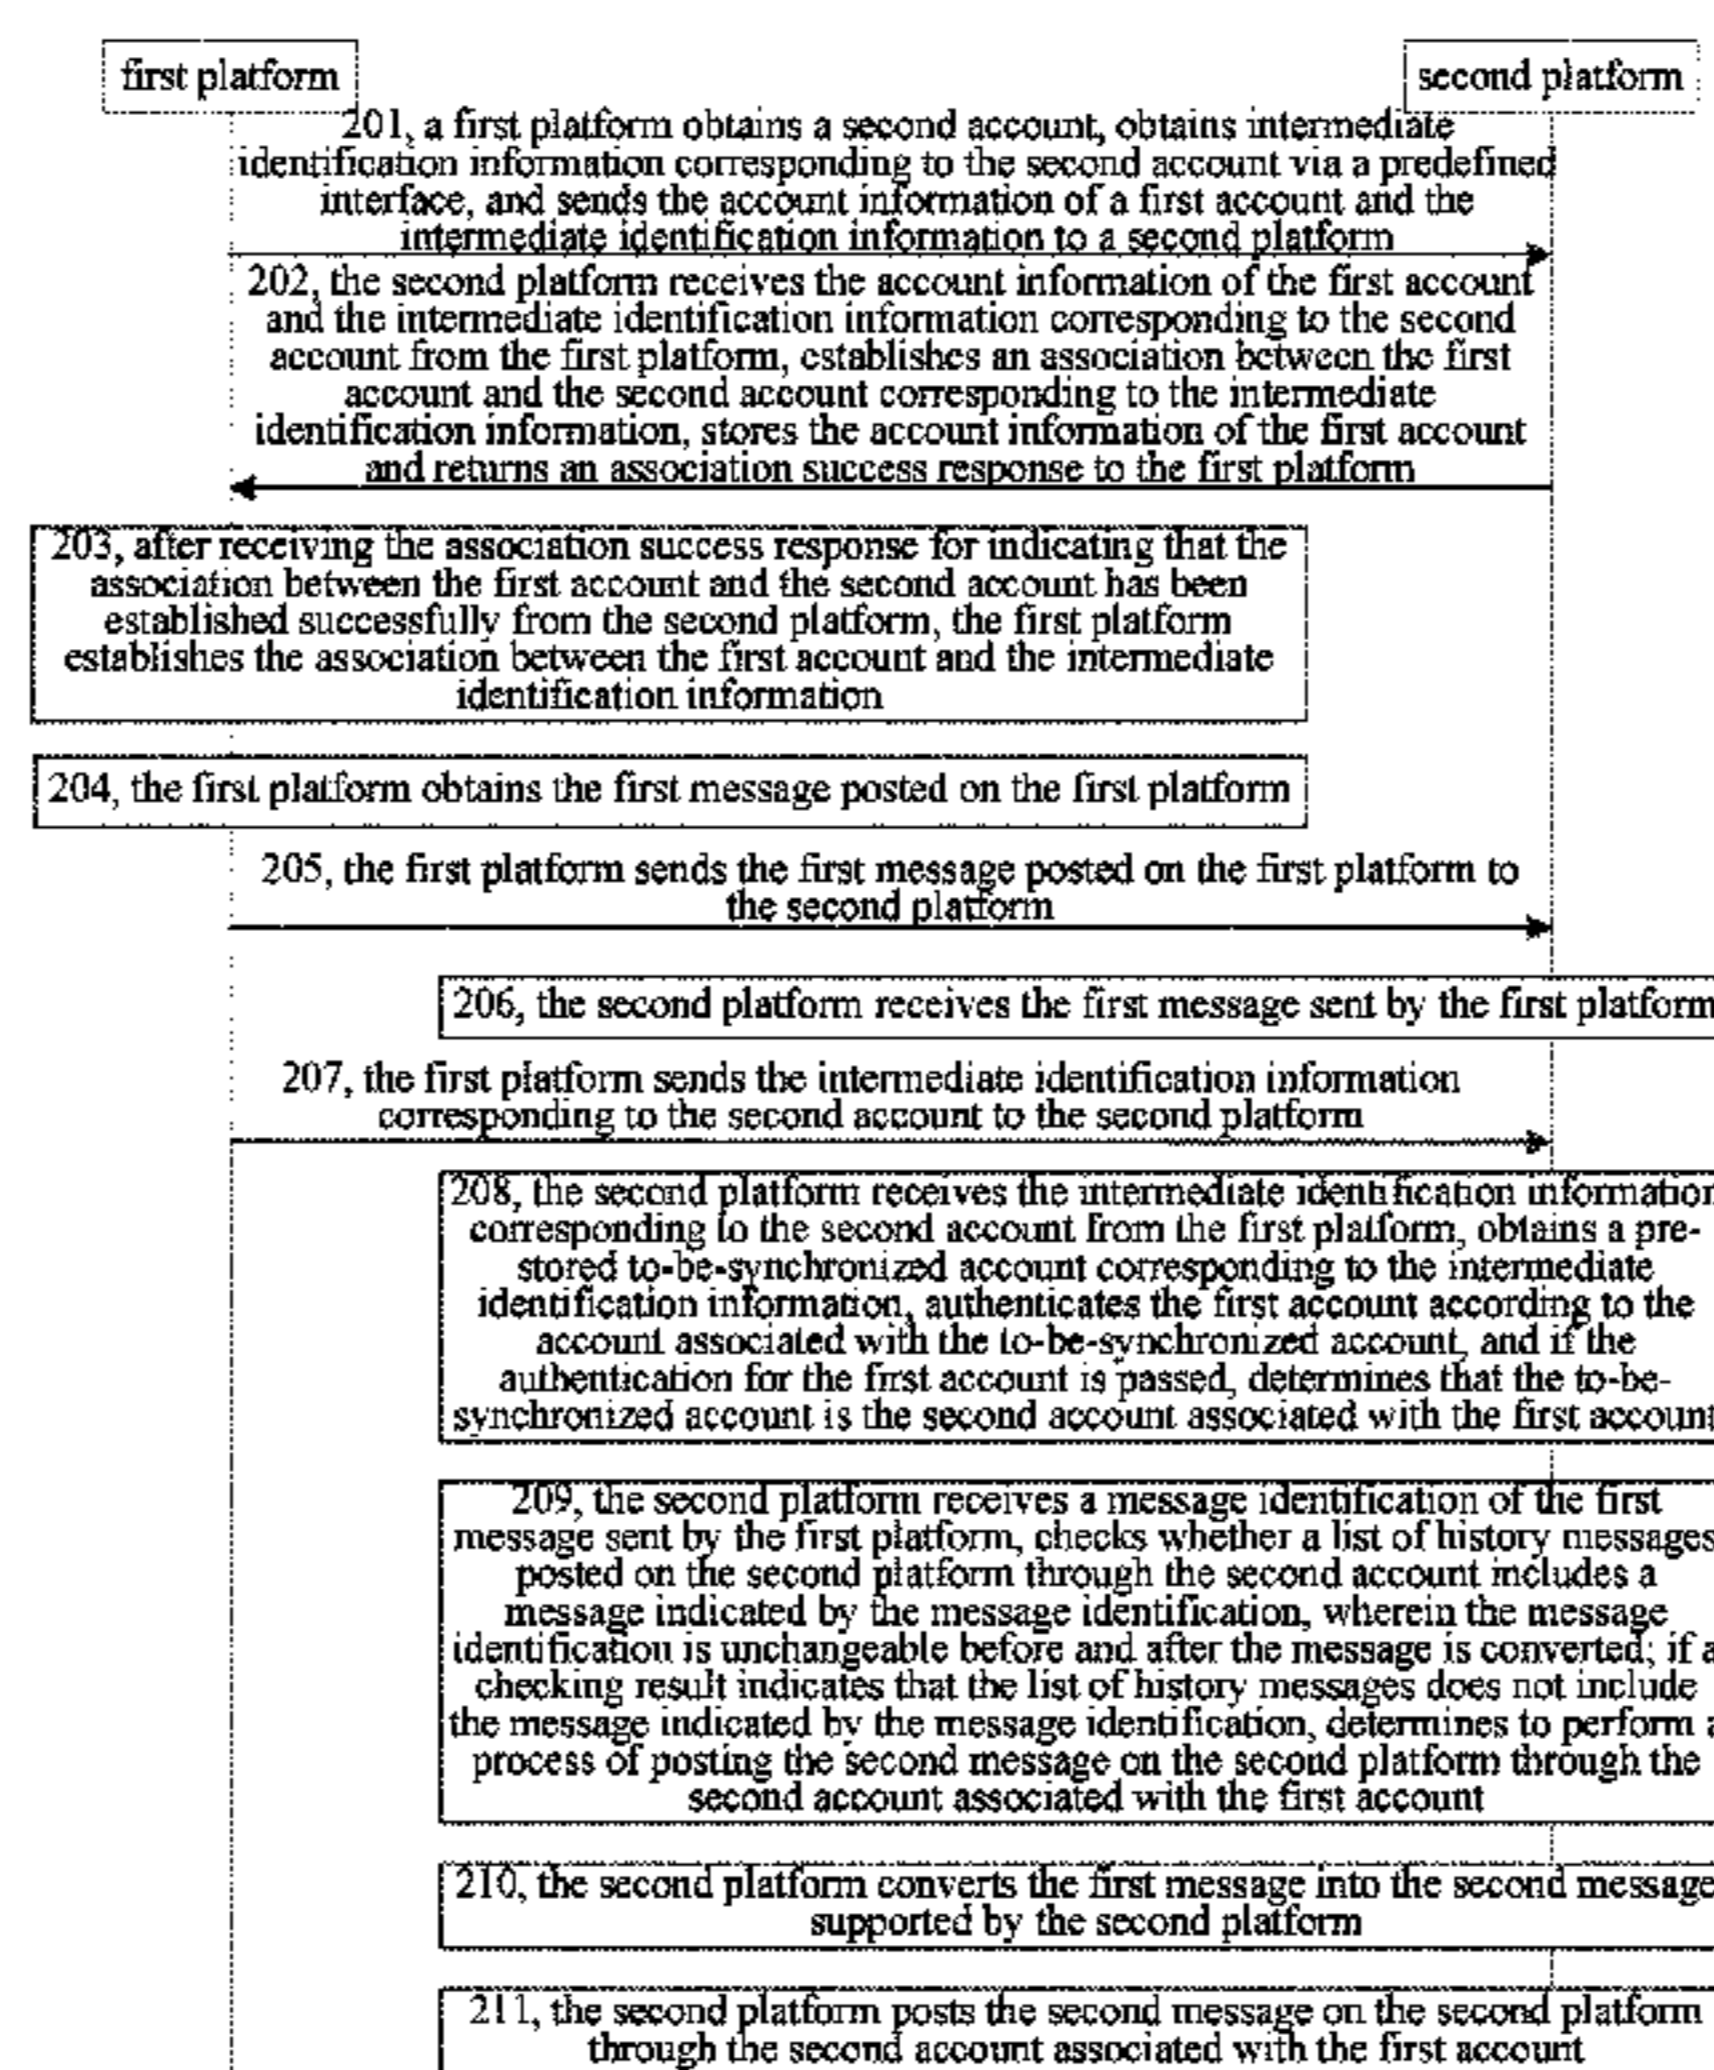 first platform
second platform
201, a first platform obtains a second account, obtains intermediate
identification information corresponding to the second account via a predefined
interface, and sends the account information of a first account and the
intermediate identification information to a second platform
202, the second platform receives the account information of the first account
and the intermediate identification information corresponding to the second
account from the first platform, establishes an association between the first
account and the second account corresponding to the intermediate
identification information, stores the account information of the first account
and returns an association success response to the first platform
203, after receiving the association success response for indicating that the
association between the first account and the second account has been
established successfully from the second platform, the first platform
establishes the association between the first account and the intermediate
identification information
204, the first platform obtains the first message posted on the first platform
205, the first platform sends the first message posted on the first platform to
the second platform
206, the second platform receives the first message sent by the first platform
207, the first platform sends the intermediate identification information
corresponding to the second account to the second platform
208, the second platform receives the intermediate identification information
corresponding to the second account from the first platform, obtains a pre-
stored to-be-synchronized account corresponding to the intermediate
identification information, authenticates the first account according to the
account associated with the to-be-synchronized account, and if the
authentication for the first account is passed, determines that the to-be-
synchronized account is the second account associated with the first account
209, the second platform receives a message identification of the first
message sent by the first platform, checks whether a list of history messages
posted on the second platform through the second account includes a
message indicated by the message identification, wherein the message
identification is unchangeable before and after the message is converted; if a
checking result indicates that the list of history messages does not include
the message indicated by the message identification, determines to perform a
process of posting the second message on the second platform through the
second account associated with the first account
210, the second platform converts the first message into the second message
supported by the second platform
211, the second platform posts the second message on the second platform
through the second account associated with the first account